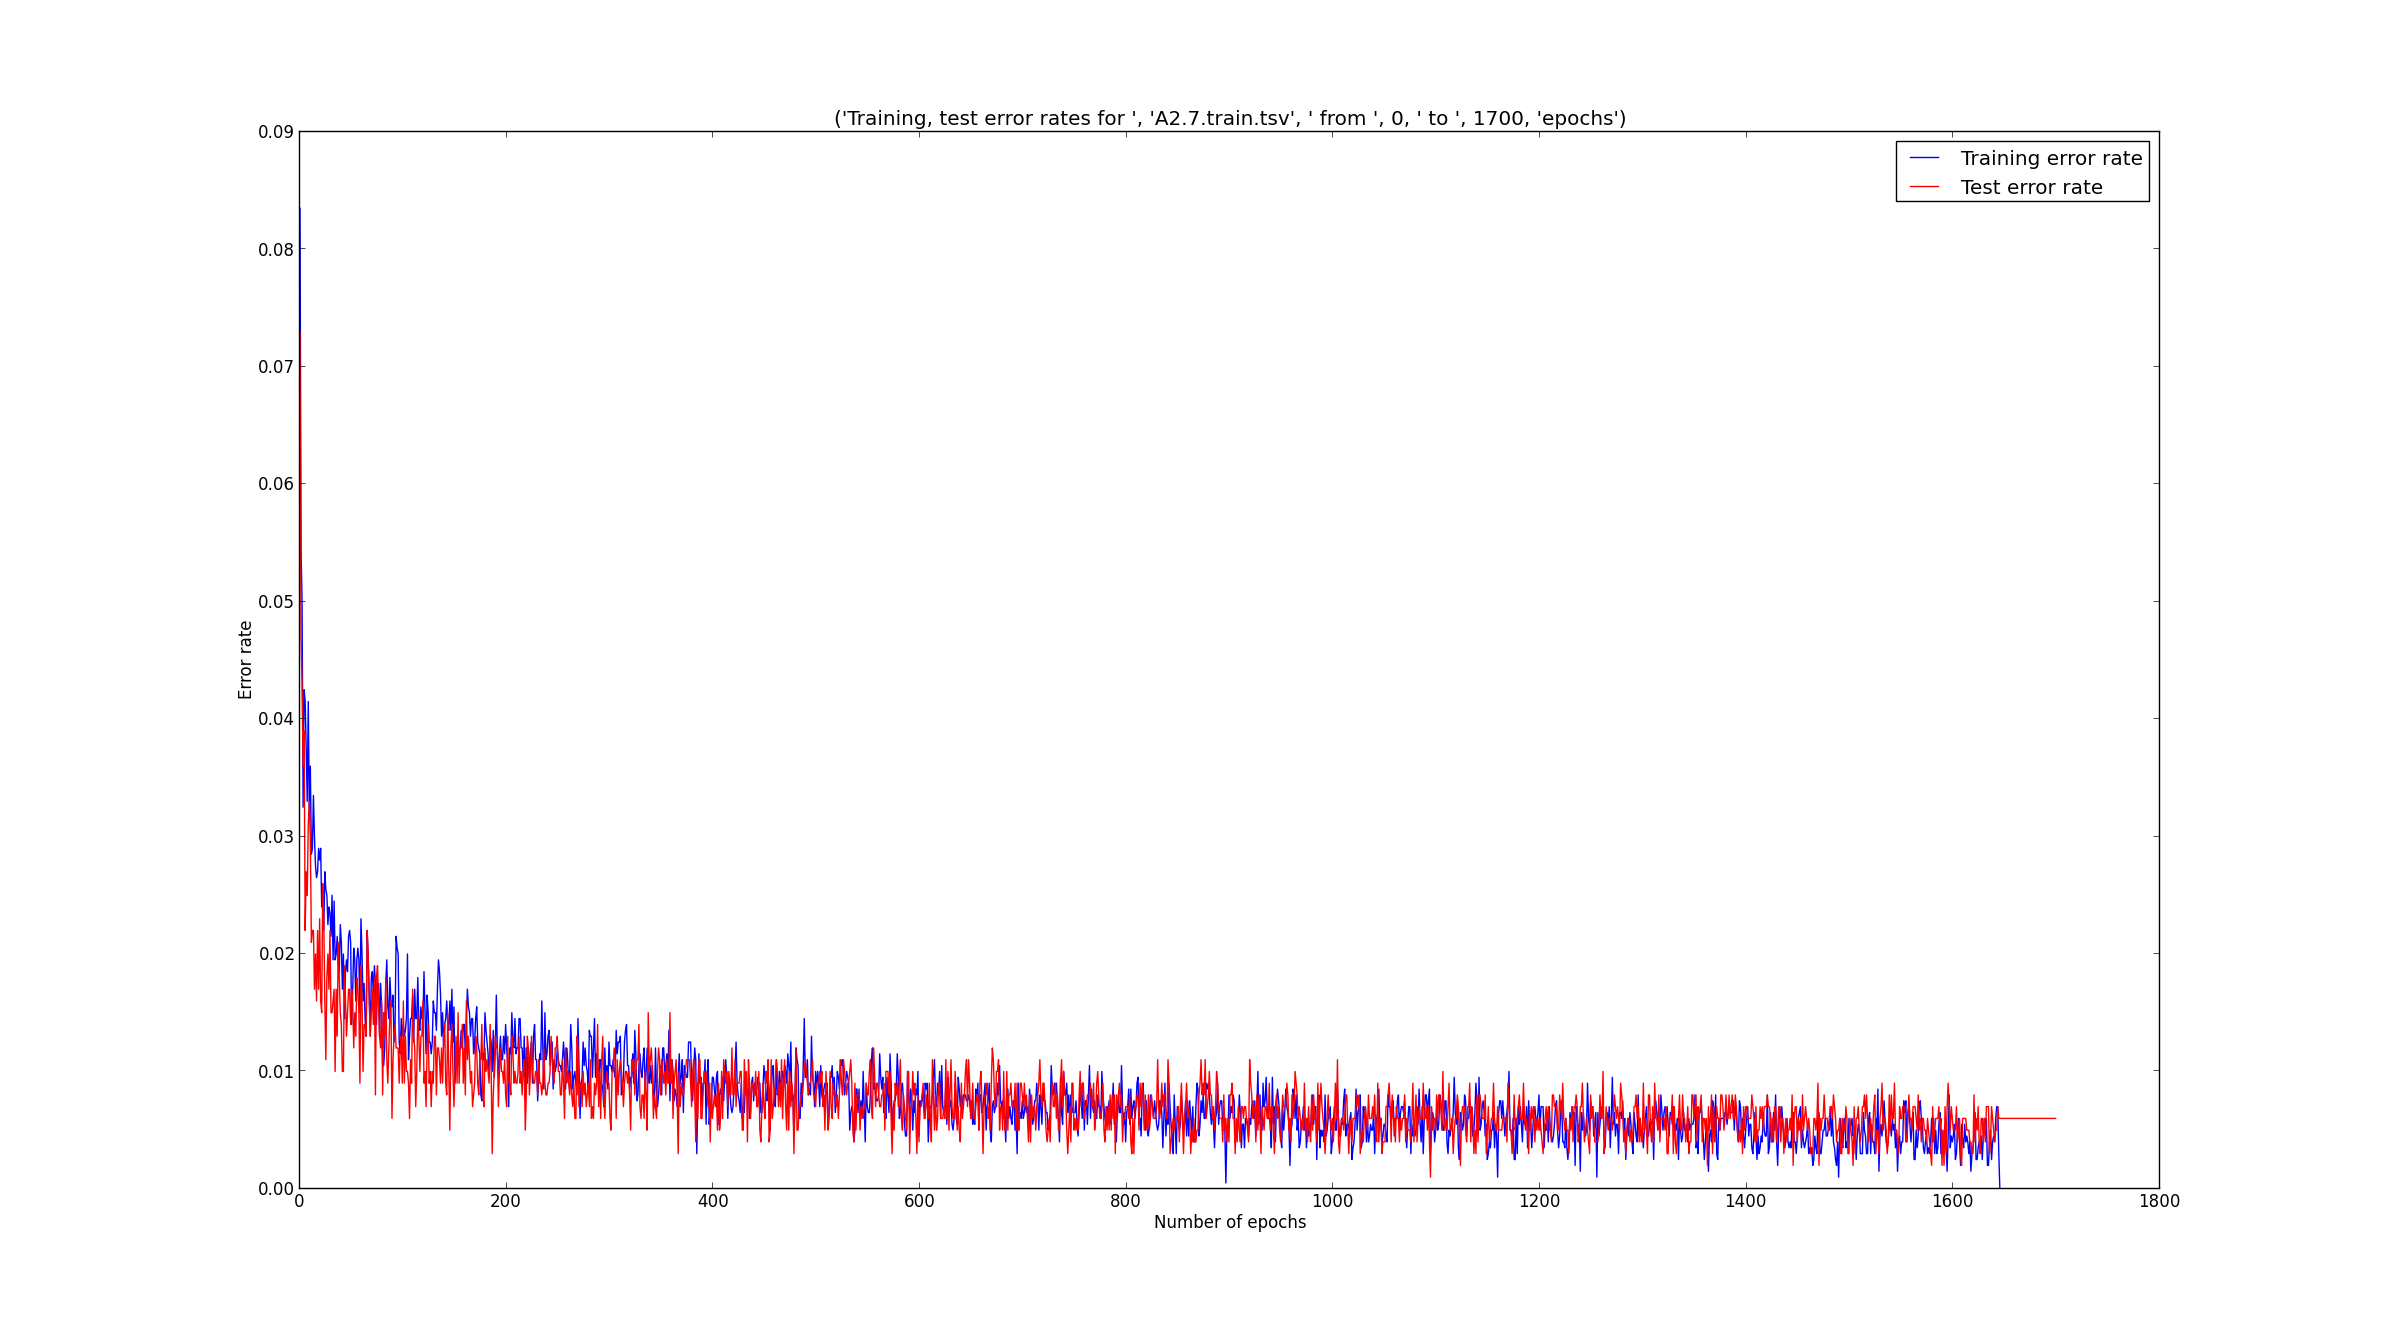 ('Training, test error rates for ', 'A2.7.train.tsv', ' from ', 0, ' to ', 1700, 'epochs')
Training error rate
Test error rate
0.09
0.08
0.07
0.06
0.05
0.04
0.03
0.02
0.01
0.00
Error rate
0 200 400 600 800 1000 1200 1400 1600 1800
Number of epochs